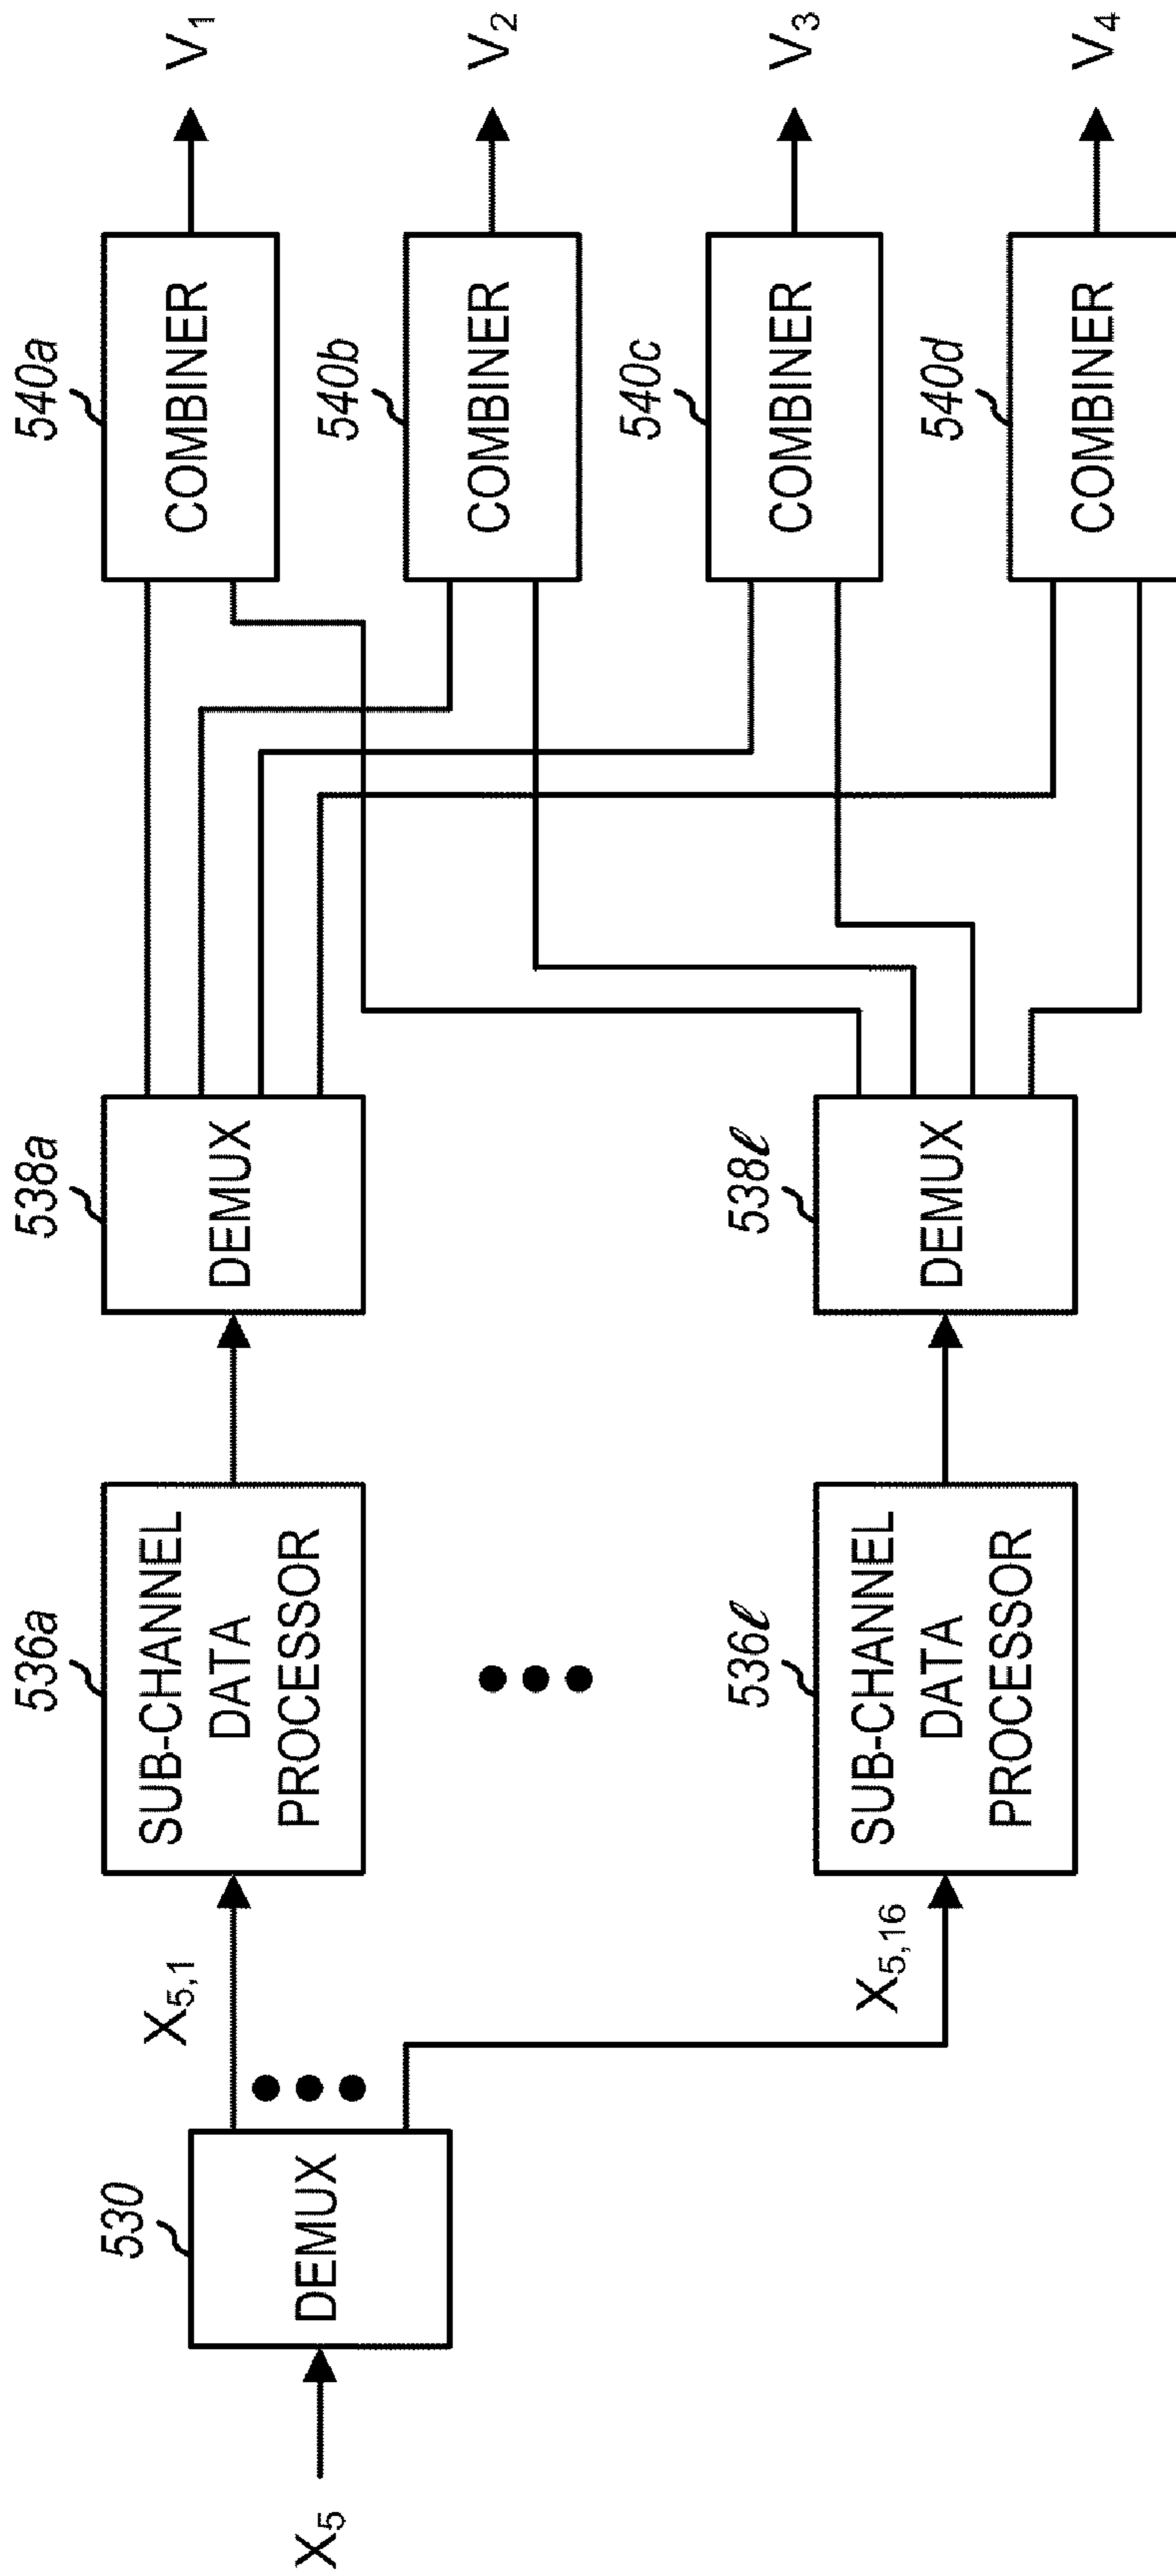 X5
530
DEMUX
X5,1
X5,16
536a
SUB-CHANNEL
DATA
PROCESSOR
536ℓ
SUB-CHANNEL
DATA
PROCESSOR
538a
DEMUX
538ℓ
DEMUX
540a
COMBINER
V1
540b
COMBINER
V2
540c
COMBINER
V3
540d
COMBINER
V4